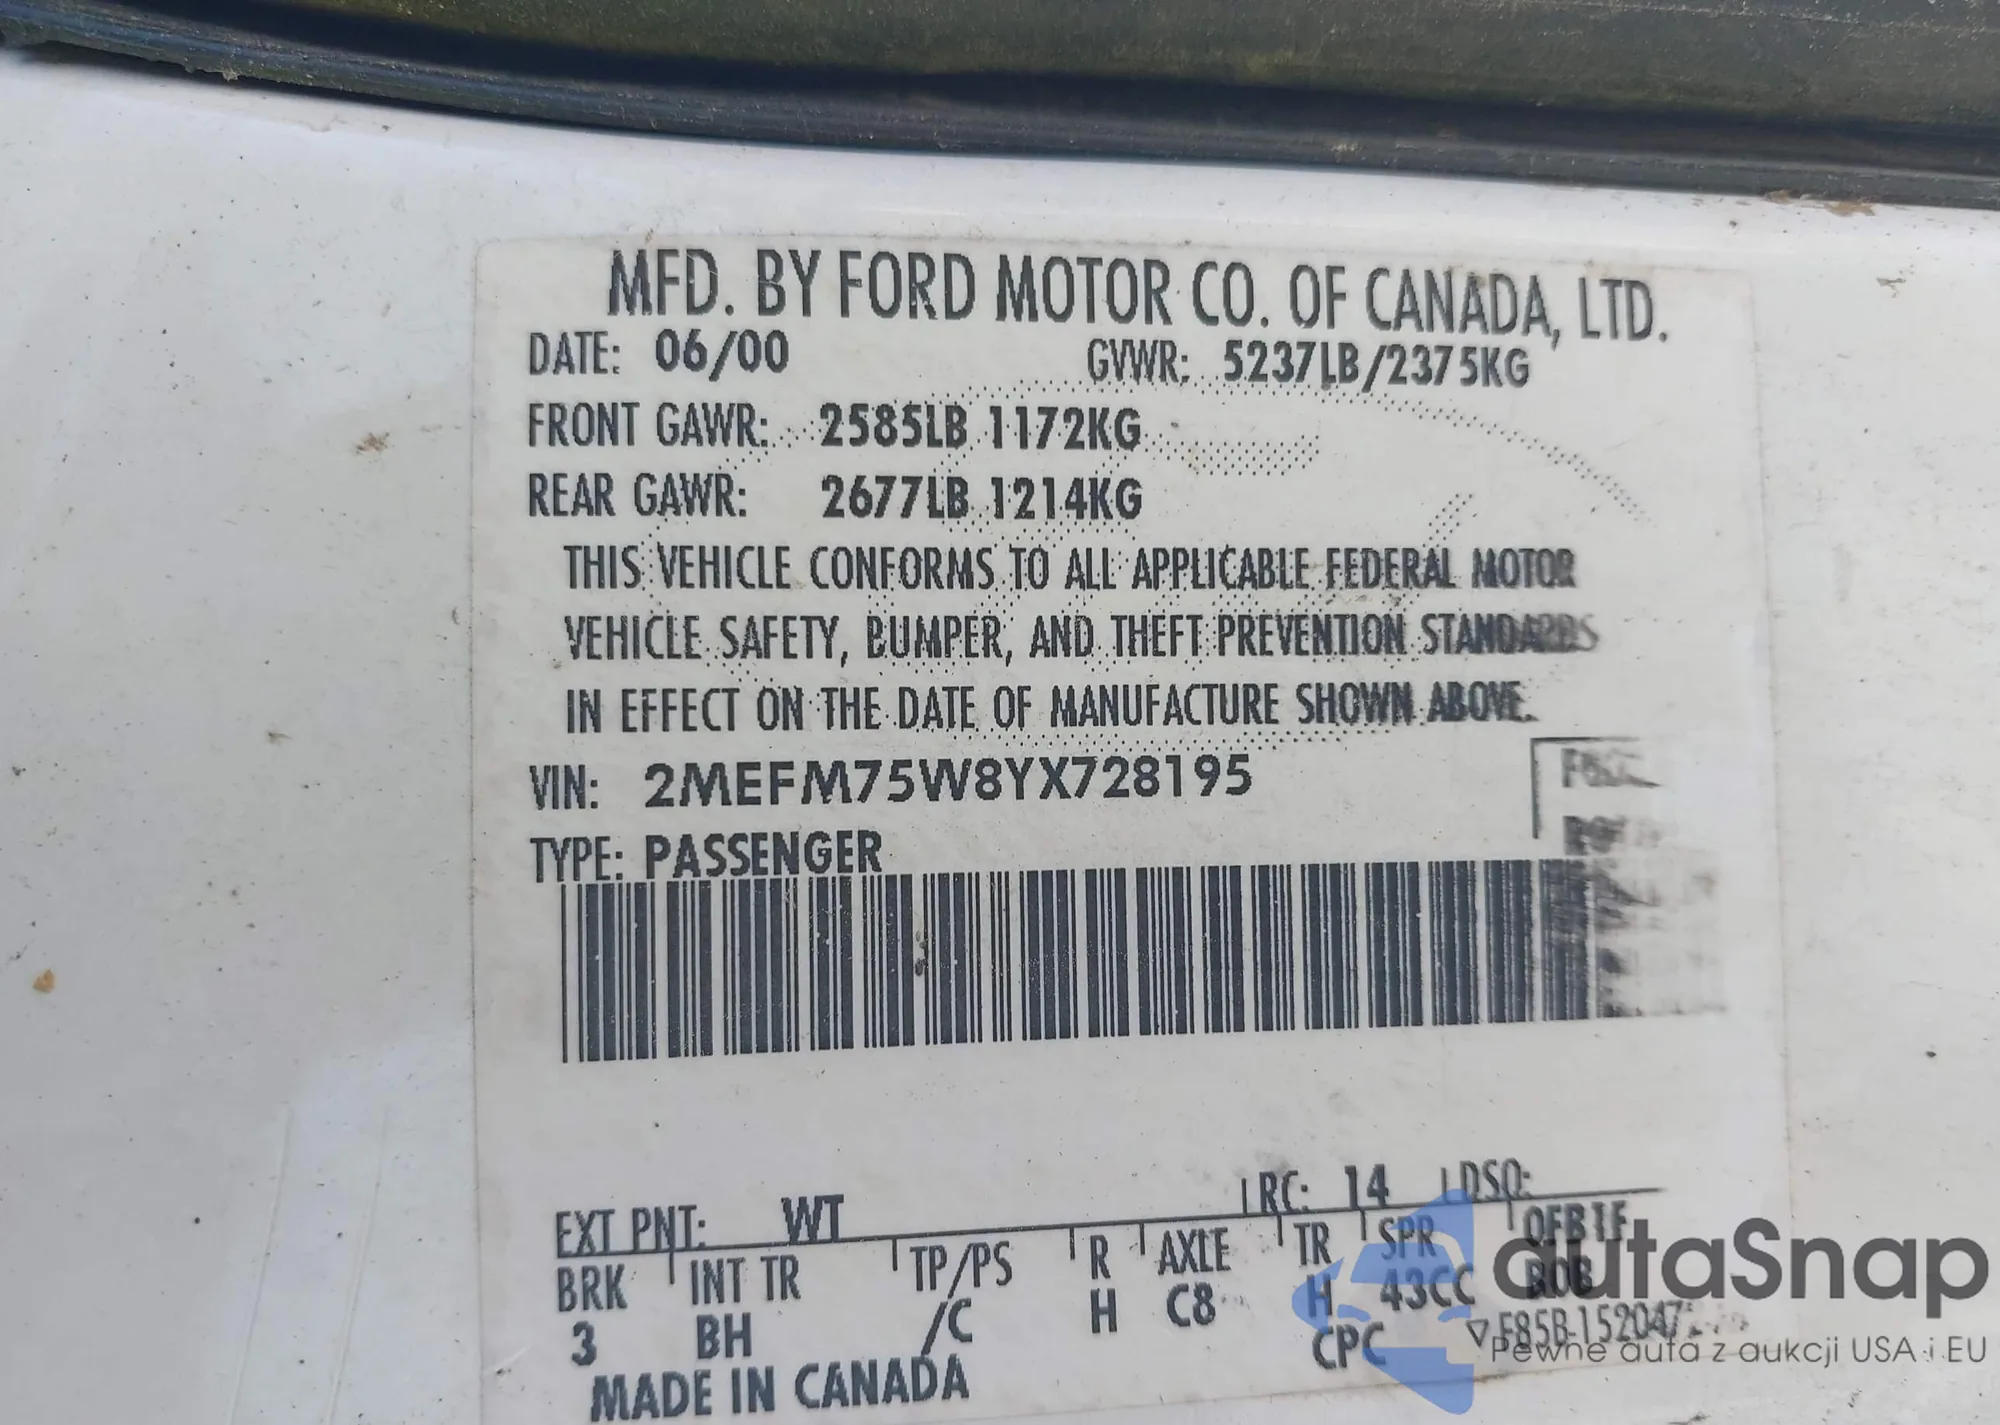 MFD. BY FORD MOTOR CO. OF CANADA, LTD.
DATE: 06/00 GVWR: 5237LB/2375KG
FRONT GAWR: 2585LB 1172KG
REAR GAWR: 2677LB 1214KG
THIS VEHICLE CONFORMS TO ALL APPLICABLE FEDERAL MOTOR
VEHICLE SAFETY, BUMPER, AND THEFT PREVENTION STANDARDS
IN EFFECT ON THE DATE OF MANUFACTURE SHOWN ABOVE.
VIN: 2MEFM75W8YX728195
TYPE: PASSENGER
EXT PNT: WT RC: 14 DSO:
BRK INT TR TP/PS R AXLE TR SPR
3 BH /C H C8 H 43CC
CPC
MADE IN CANADA
autaSnap
Pewne auta z aukcji USA i EU